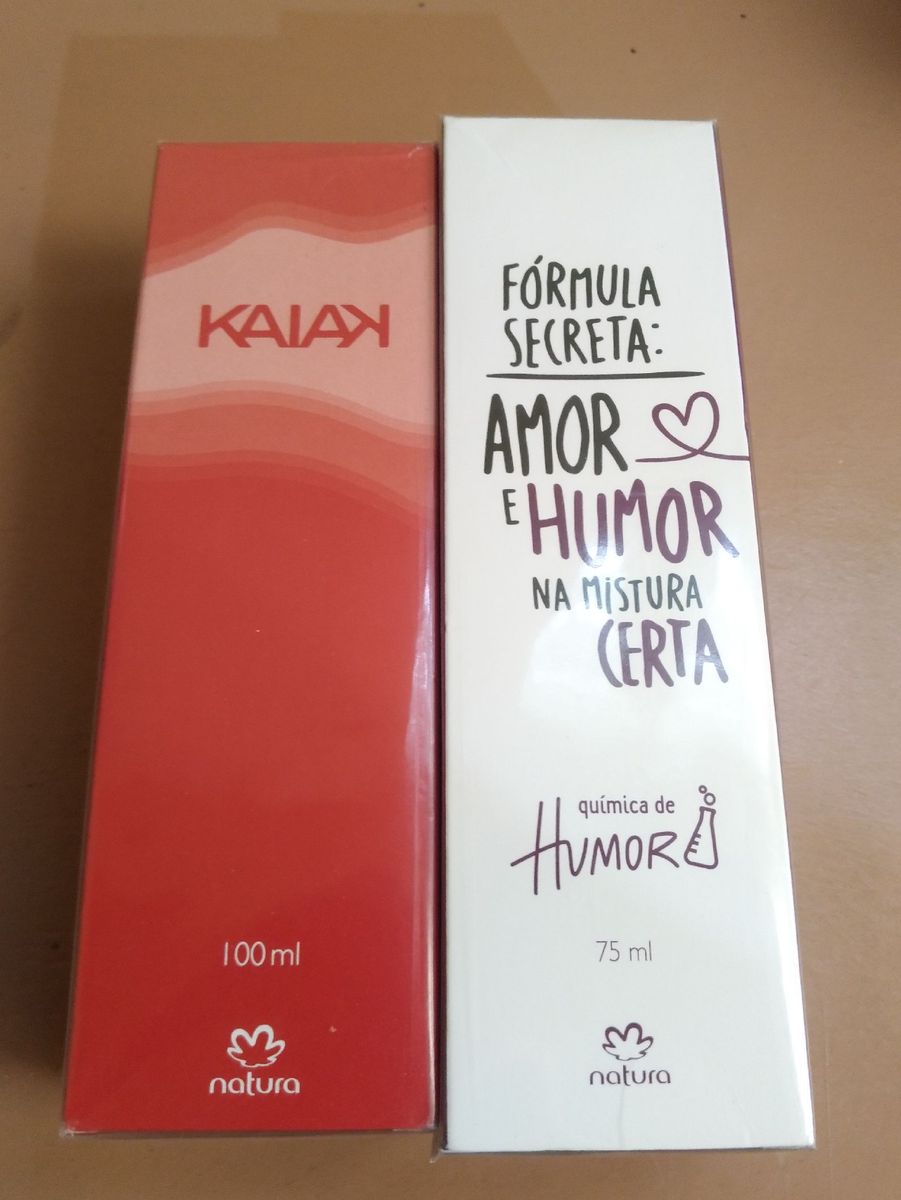 KAIAK
100ml
natura
FÓRMULA
SECRETA:
AMOR
E HUMOR
NA MISTURA
CERTA
química de
HUMOR
75 ml
natura